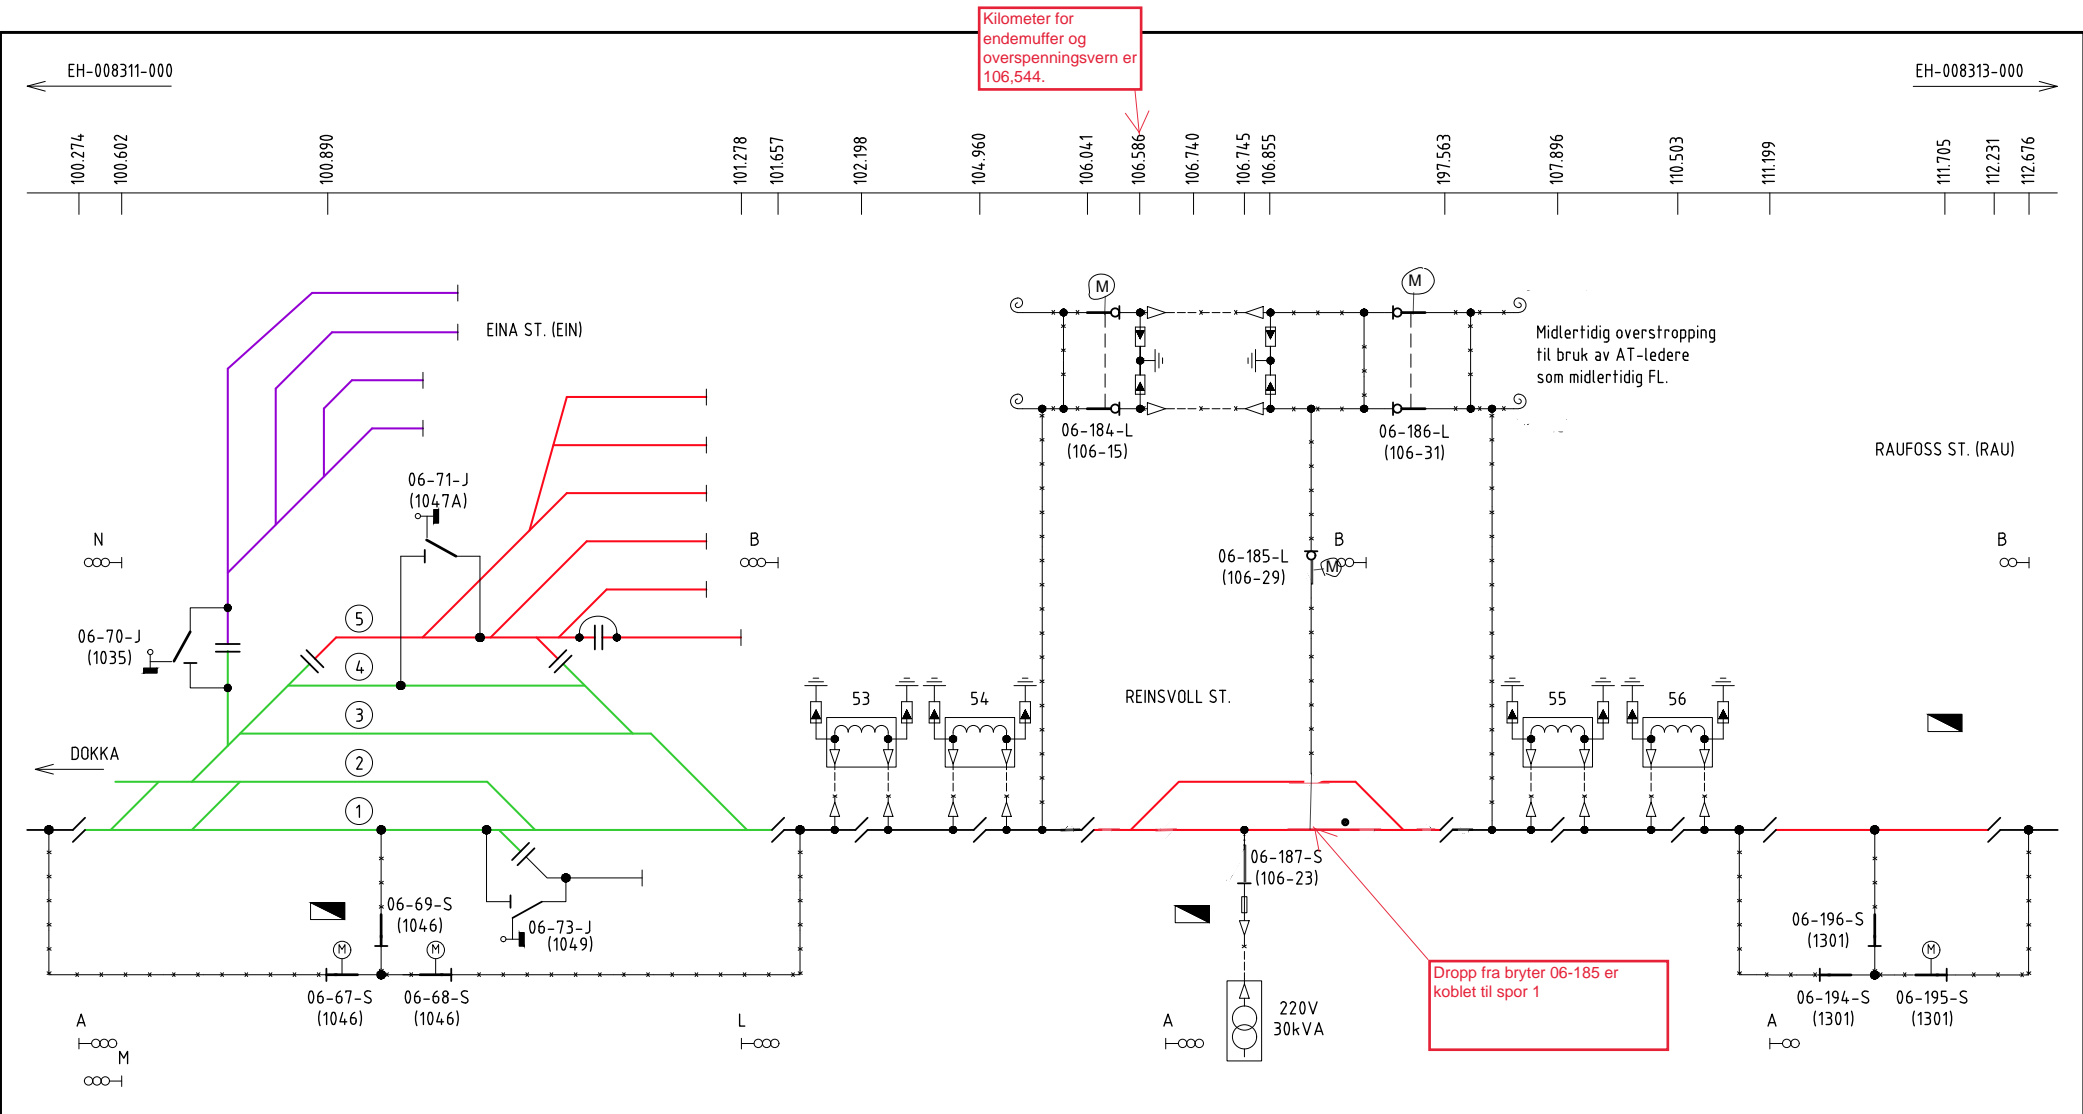 Kilometer for
endemuffer og
overspenningsvern er
106,544.
EH-008311-000
EH-008313-000
100.274
100.602
100.890
101.278
101.657
102.198
104.960
106.041
106.586
106.740
106.745
106.855
197.563
107.896
110.503
111.199
111.705
112.231
112.676
M
M
EINA ST. (EIN)
Midlertidig overstropping
til bruk av AT-ledere
som midlertidig FL.
06-184-L
(106-15)
06-186-L
(106-31)
RAUFOSS ST. (RAU)
06-71-J
(1047A)
N
B
B
B
06-185-L
(106-29)
M
5
06-70-J
(1035)
4
3
2
1
DOKKA
53
54
REINSVOLL ST.
55
56
06-187-S
(106-23)
06-69-S
(1046)
06-73-J
(1049)
M
M
06-196-S
(1301)
M
06-67-S
(1046)
06-68-S
(1046)
Dropp fra bryter 06-185 er
koblet til spor 1
06-194-S
(1301)
06-195-S
(1301)
220V
30kVA
A
L
A
A
M